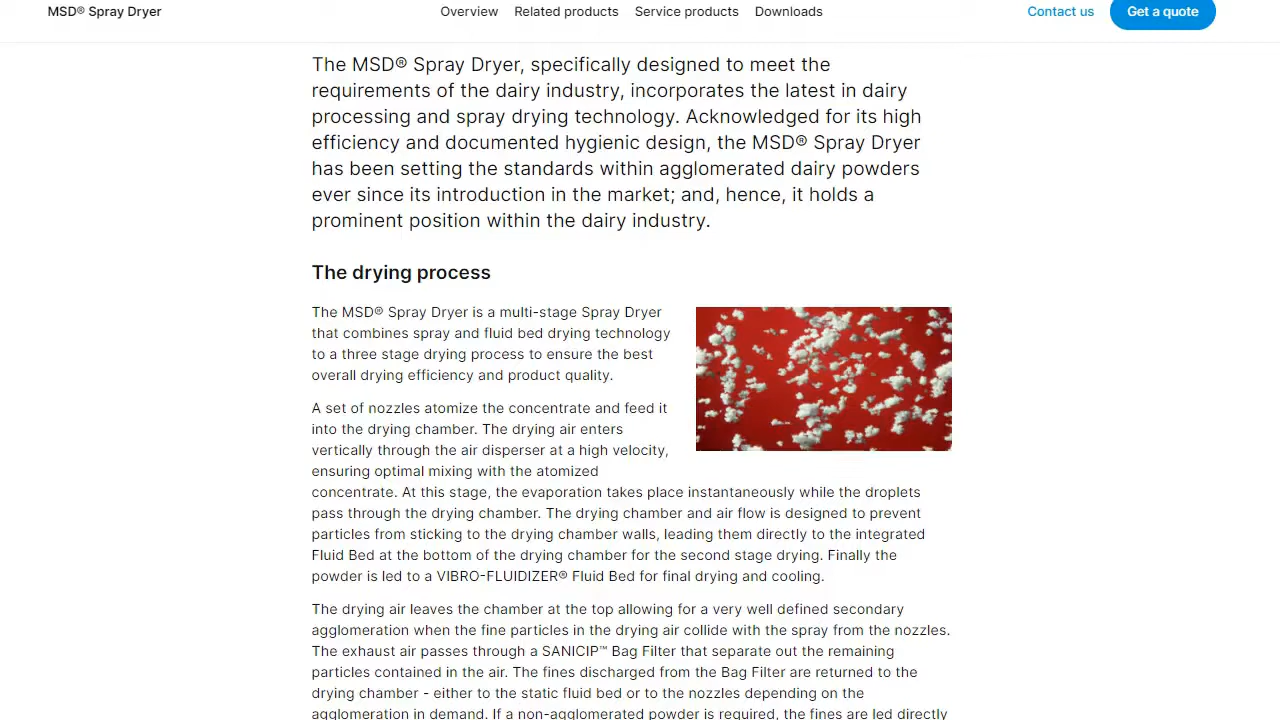 MSD® Spray Dryer
Overview Related products Service products Downloads
Contact us
Get a quote
The MSD® Spray Dryer, specifically designed to meet the
requirements of the dairy industry, incorporates the latest in dairy
processing and spray drying technology. Acknowledged for its high
efficiency and documented hygienic design, the MSD® Spray Dryer
has been setting the standards within agglomerated dairy powders
ever since its introduction in the market; and, hence, it holds a
prominent position within the dairy industry.
The drying process
The MSD® Spray Dryer is a multi-stage Spray Dryer
that combines spray and fluid bed drying technology
to a three stage drying process to ensure the best
overall drying efficiency and product quality.
A set of nozzles atomize the concentrate and feed it
into the drying chamber. The drying air enters
vertically through the air disperser at a high velocity,
ensuring optimal mixing with the atomized
concentrate. At this stage, the evaporation takes place instantaneously while the droplets
pass through the drying chamber. The drying chamber and air flow is designed to prevent
particles from sticking to the drying chamber walls, leading them directly to the integrated
Fluid Bed at the bottom of the drying chamber for the second stage drying. Finally the
powder is led to a VIBRO-FLUIDIZER® Fluid Bed for final drying and cooling.
The drying air leaves the chamber at the top allowing for a very well defined secondary
agglomeration when the fine particles in the drying air collide with the spray from the nozzles.
The exhaust air passes through a SANICIP™ Bag Filter that separate out the remaining
particles contained in the air. The fines discharged from the Bag Filter are returned to the
drying chamber - either to the static fluid bed or to the nozzles depending on the
agglomeration in demand. If a non-agglomerated powder is required, the fines are led directly